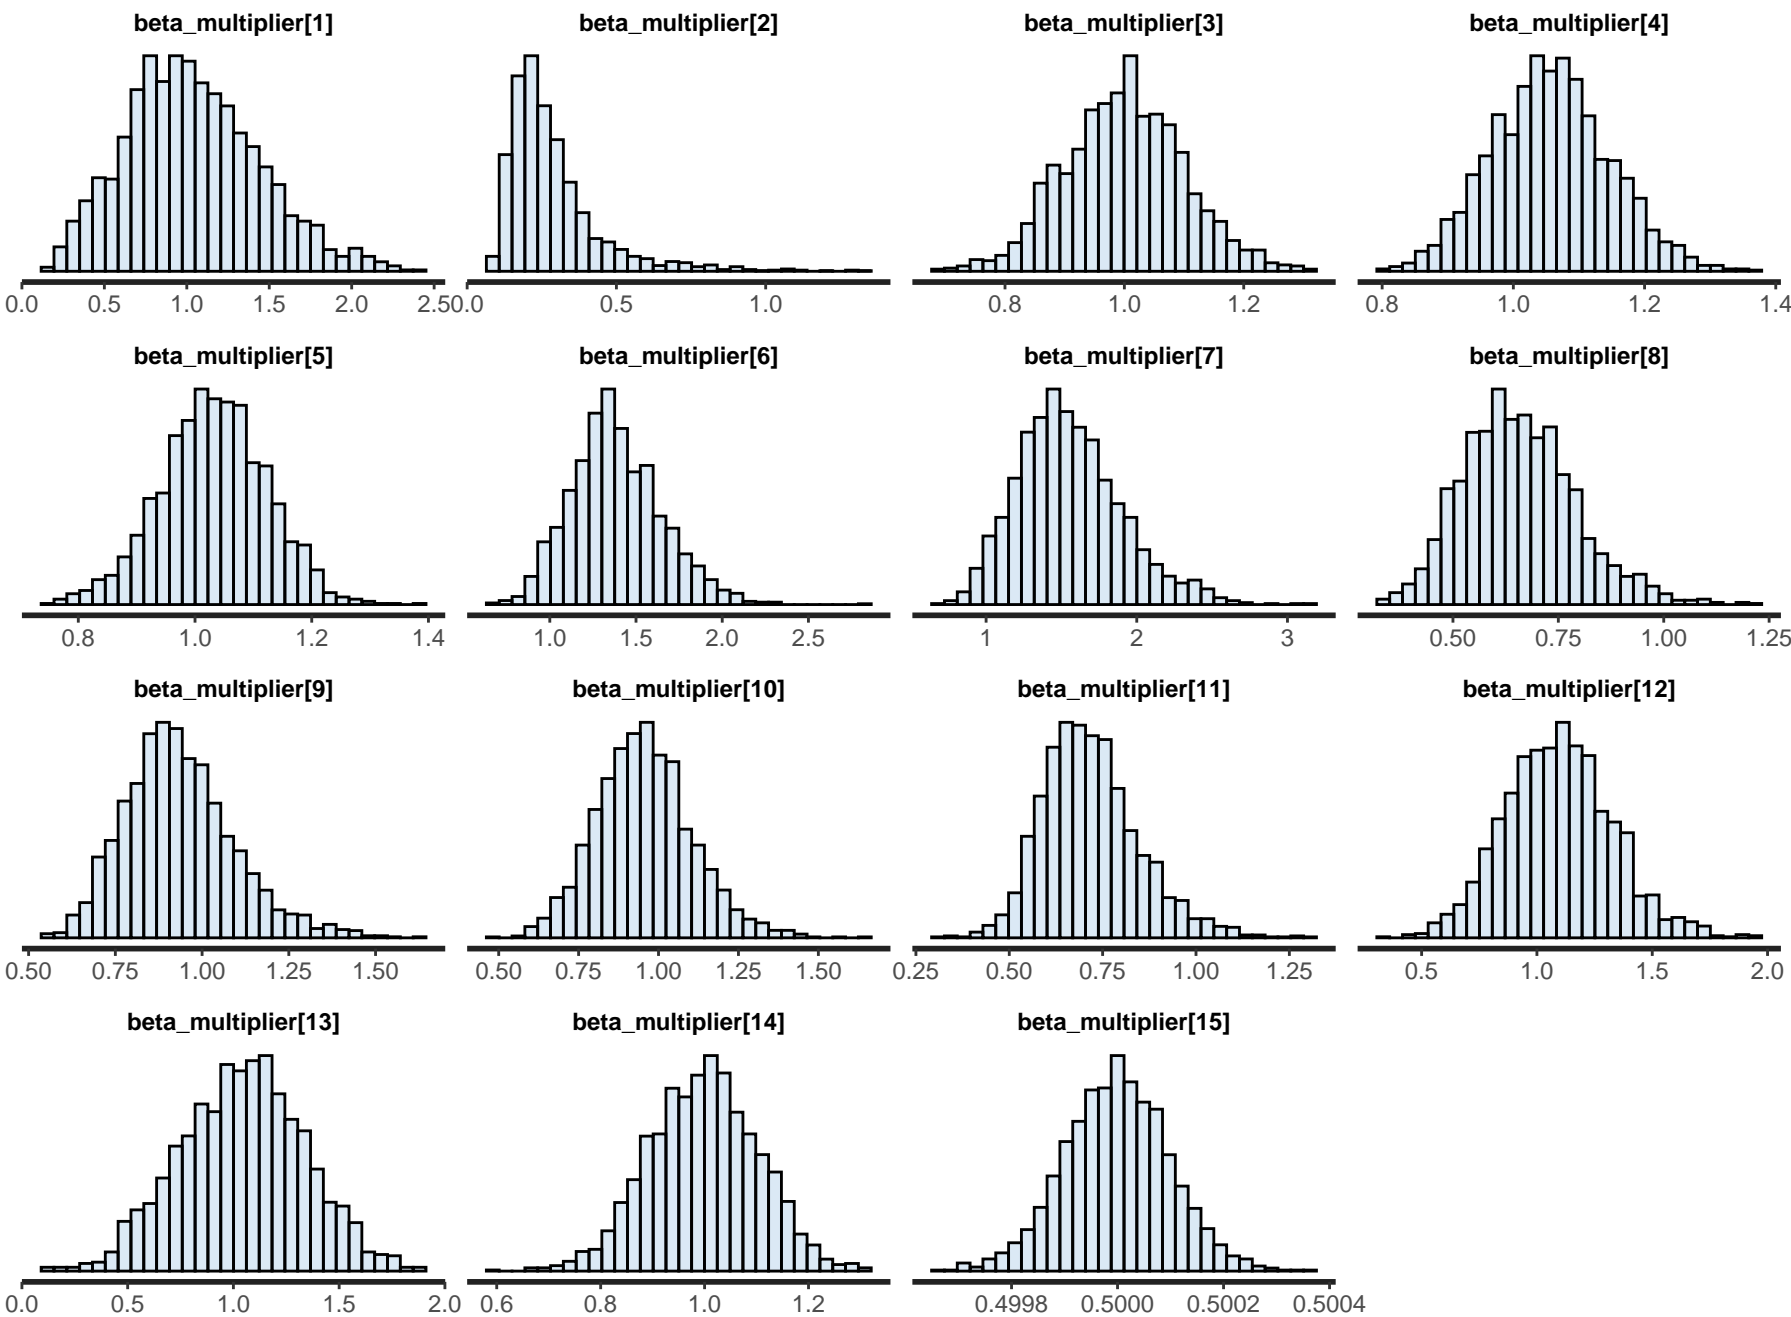 beta_multiplier[1] beta_multiplier[2] beta_multiplier[3] beta_multiplier[4]
0.0 0.5 1.0 1.5 2.0 2.5 0.0 0.5 1.0 0.8 1.0 1.2 0.8 1.0 1.2 1.4
beta_multiplier[5] beta_multiplier[6] beta_multiplier[7] beta_multiplier[8]
0.8 1.0 1.2 1.4 1.0 1.5 2.0 2.5 1 2 3 0.50 0.75 1.00 1.25
beta_multiplier[9] beta_multiplier[10] beta_multiplier[11] beta_multiplier[12]
0.50 0.75 1.00 1.25 1.50 0.50 0.75 1.00 1.25 1.50 0.25 0.50 0.75 1.00 1.25 0.5 1.0 1.5 2.0
beta_multiplier[13] beta_multiplier[14] beta_multiplier[15]
0.0 0.5 1.0 1.5 2.0 0.6 0.8 1.0 1.2 0.4998 0.5000 0.5002 0.5004